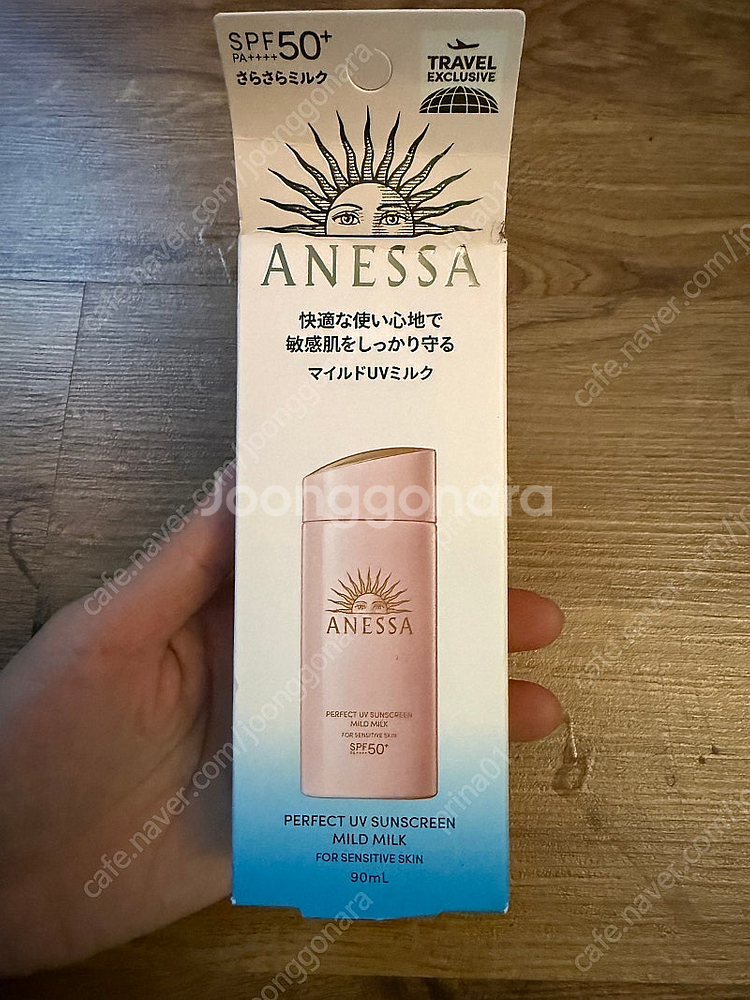 SPF50+
PA++++
さらさらミルク
TRAVEL
EXCLUSIVE
ANESSA
快適な使い心地で
敏感肌をしっかり守る
マイルドUVミルク
Joonggonara
ANESSA
PERFECT UV SUNSCREEN
MILD MILK
FOR SENSITIVE SKIN
SPF50+
PA++++
PERFECT UV SUNSCREEN
MILD MILK
FOR SENSITIVE SKIN
90mL
cafe.naver.com/joonggonara